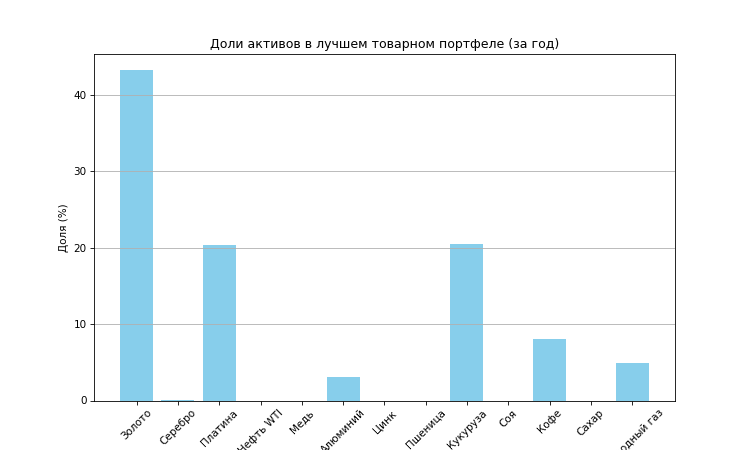 Доли активов в лучшем товарном портфеле (за год)
Доля (%)
40
30
20
10
0
Золото
Серебро
Платина
Нефть WTI
Медь
Алюминий
Цинк
Пшеница
Кукуруза
Соя
Кофе
Сахар
одный газ